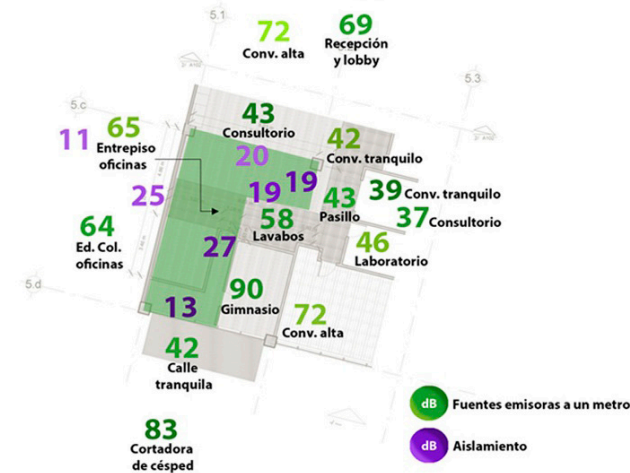 5.1
72
Conv. alta
69
Recepción
y lobby
5.3
5.c
11
65
Entrepiso
oficinas
43
Consultorio
20
42
Conv. tranquilo
25
19
19
43
Pasillo
39 Conv. tranquilo
37 Consultorio
64
Ed. Col.
oficinas
58
Lavabos
27
46
Laboratorio
5.d
13
90
Gimnasio
72
Conv. alta
42
Calle
tranquila
dB Fuentes emisoras a un metro
83
Cortadora
de césped
dB Aislamiento